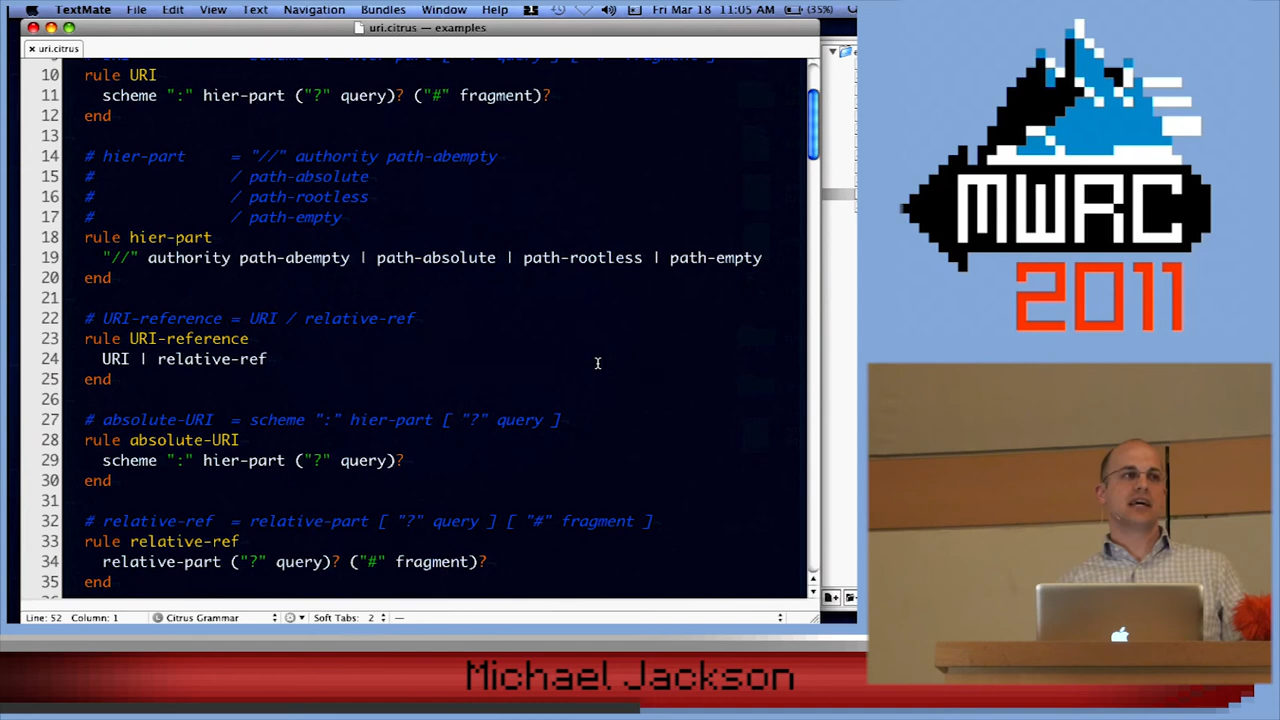 TextMate File Edit View Text Navigation Bundles Window Help Fri Mar 18 11:05 AM (35%)
uri.citrus — examples
uri.citrus
10 rule URI
11 scheme ":" hier-part ("?" query)? ("#" fragment)?
12 end
13
14 # hier-part = "//" authority path-abempty
15 # / path-absolute
16 # / path-rootless
17 # / path-empty
18 rule hier-part
19 "//" authority path-abempty | path-absolute | path-rootless | path-empty
20 end
21
22 # URI-reference = URI / relative-ref
23 rule URI-reference
24 URI | relative-ref
25 end
26
27 # absolute-URI = scheme ":" hier-part [ "?" query ]
28 rule absolute-URI
29 scheme ":" hier-part ("?" query)?
30 end
31
32 # relative-ref = relative-part [ "?" query ] [ "#" fragment ]
33 rule relative-ref
34 relative-part ("?" query)? ("#" fragment)?
35 end
Line: 52 Column: 1 Citrus Grammar Soft Tabs: 2 —
MWRC
2011
Michael Jackson